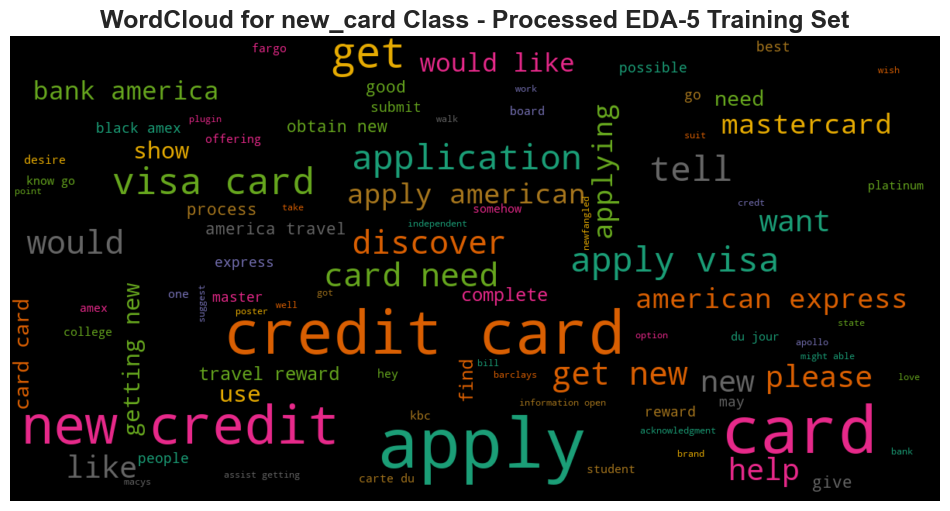 WordCloud for new_card Class - Processed EDA-5 Training Set
fargo
get
best
would like
possible
wish
bank america
good
work
go
need
submit
board
black amex
plugin
obtain new
walk
mastercard
offering
suit
applying
desire
show
application
tell
know go
visa card
apply american
platinum
point
process
take
somehow
credt
newfangled
america travel
independent
want
would
discover
express
card need
apply visa
one
suggest
master
got
complete
american express
amex
poster
well
card card
getting new
college
credit card
option
du jour
state
apollo
might able
travel reward
hey
find
bill
barclays
get new
new
please
love
use
information open
may
new credit
kbc
apply
reward
card
acknowledgment
brand
bank
like
people
macys
assist getting
carte du
student
help
give